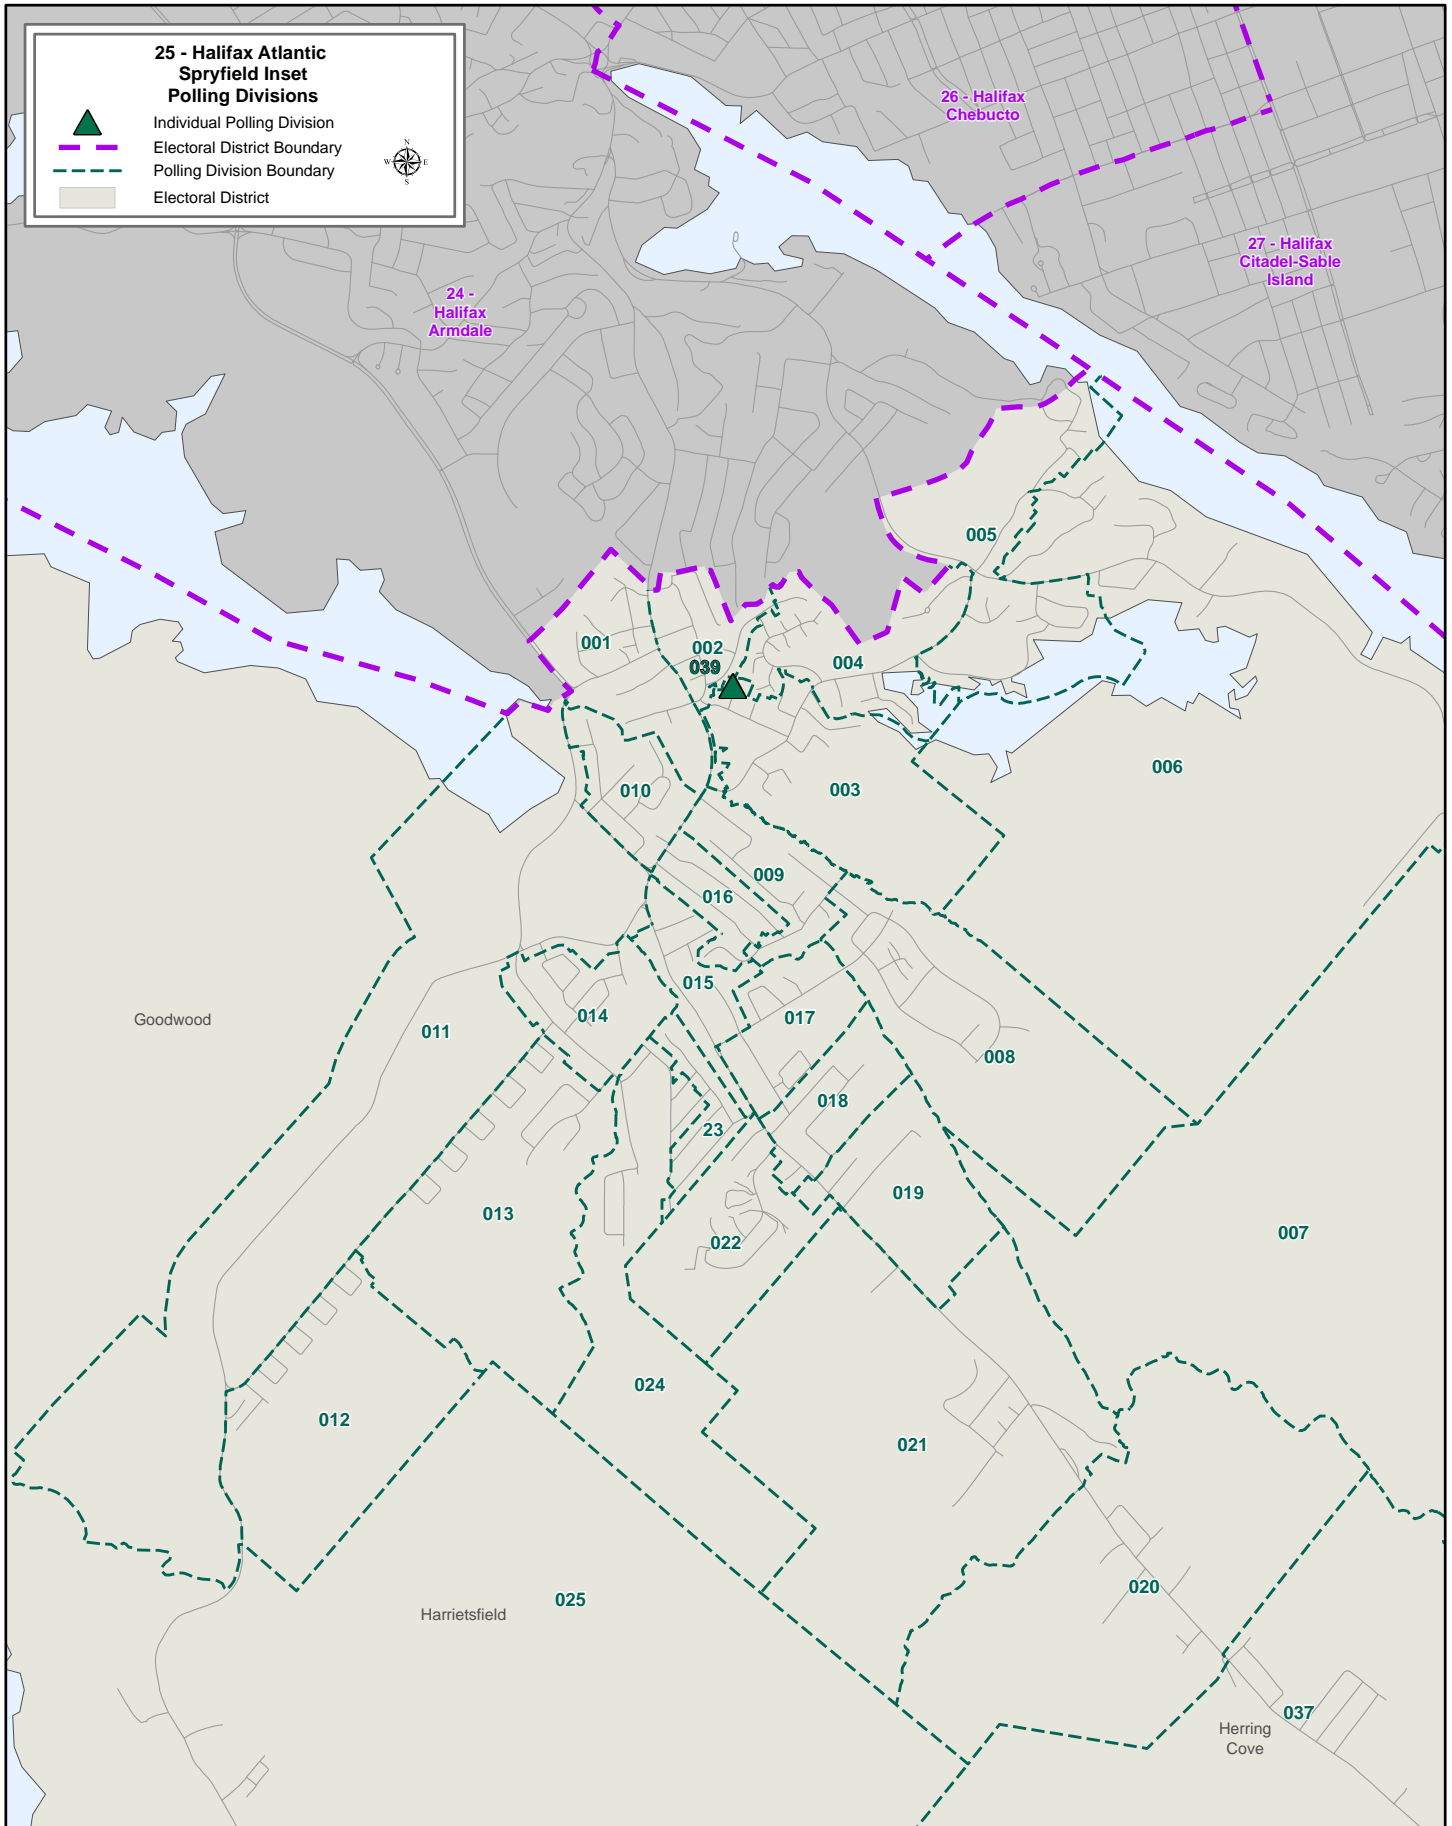 25 - Halifax Atlantic
Spryfield Inset
Polling Divisions
Individual Polling Division
Electoral District Boundary
Polling Division Boundary
Electoral District
N
W
E
S
26 - Halifax
Chebucto
27 - Halifax
Citadel-Sable
Island
24 -
Halifax
Armdale
005
001
002
039
004
006
003
010
009
016
015
014
017
011
Goodwood
008
018
23
019
013
022
007
024
012
021
020
025
Harrietsfield
037
Herring
Cove